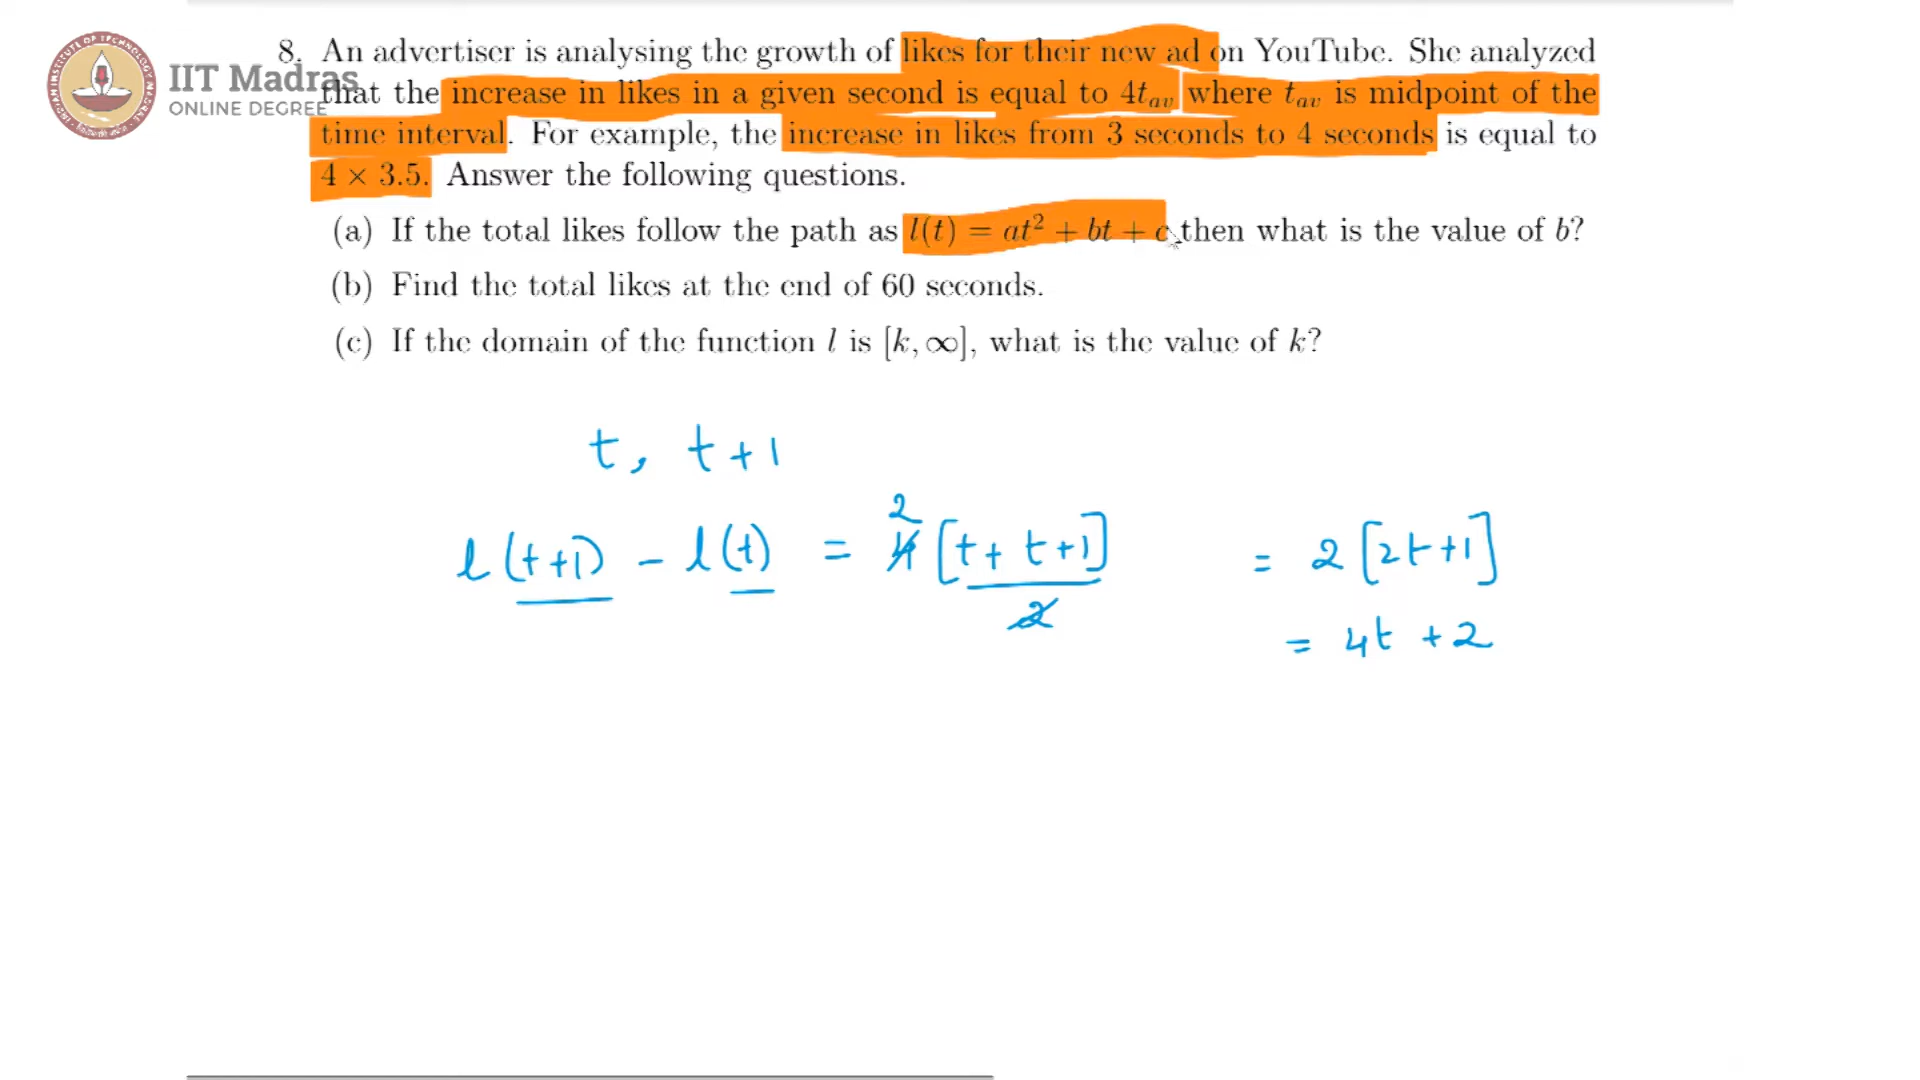 IIT Madras
ONLINE DEGREE
8. An advertiser is analysing the growth of likes for their new ad on YouTube. She analyzed
that the increase in likes in a given second is equal to 4t_{av} where t_{av} is midpoint of the
time interval. For example, the increase in likes from 3 seconds to 4 seconds is equal to
4 × 3.5. Answer the following questions.
(a) If the total likes follow the path as l(t) = at² + bt + c then what is the value of b?
(b) Find the total likes at the end of 60 seconds.
(c) If the domain of the function l is [k, ∞], what is the value of k?
t, t+1
2
l(t+1) - l(t) = 4[t+t+1] = 2[2t+1]
2
= 4t +2